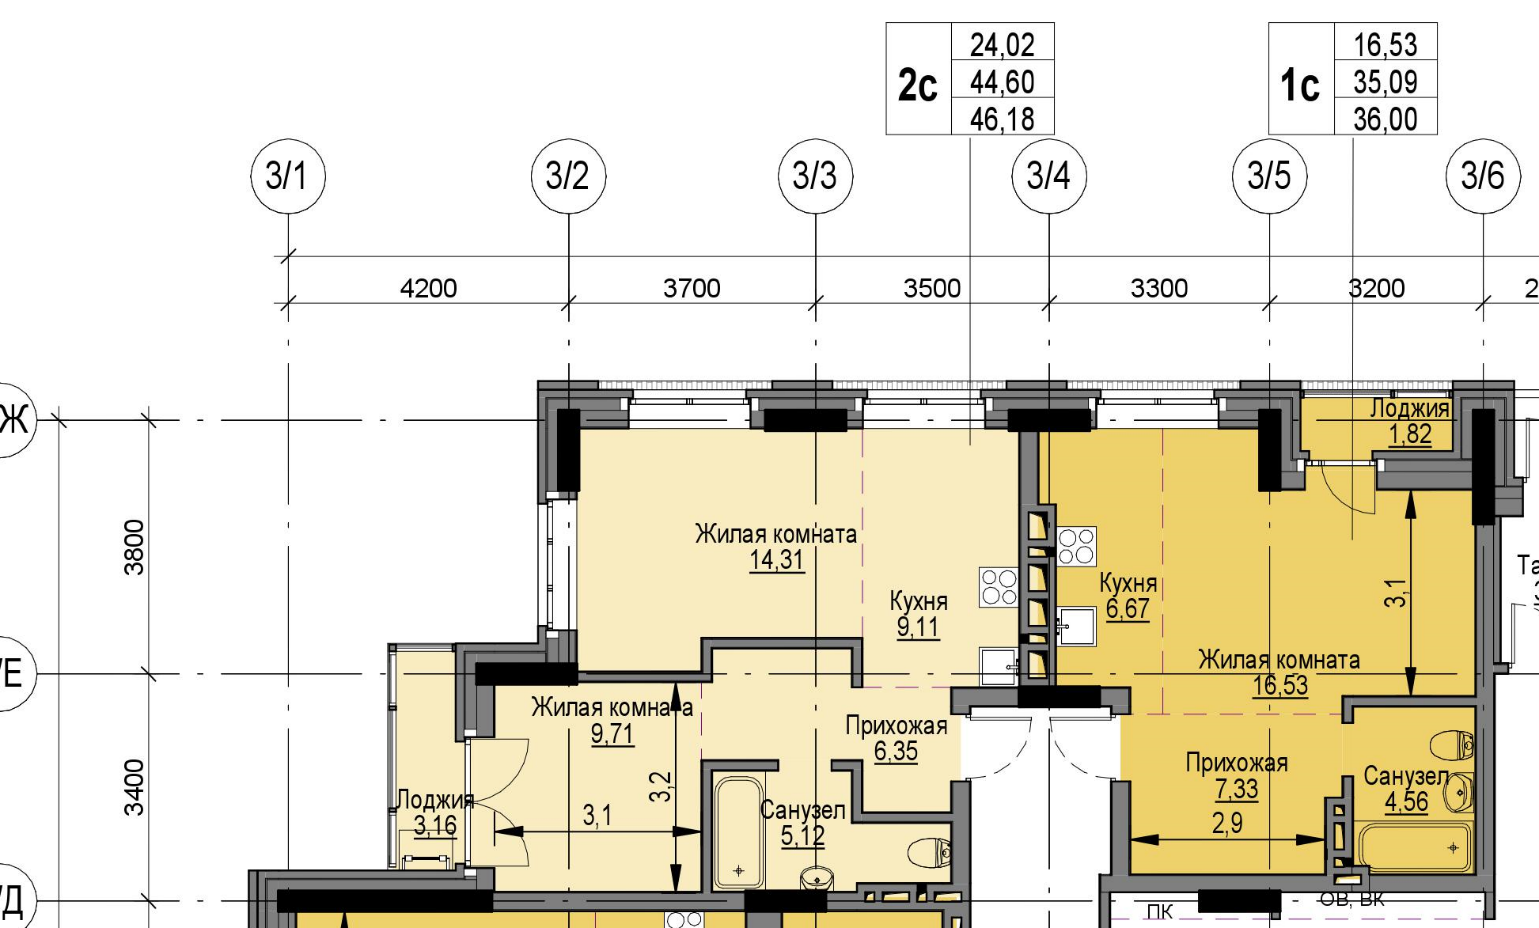 2с
24,02
44,60
46,18
1с
16,53
35,09
36,00
3/1
3/2
3/3
3/4
3/5
3/6
4200
3700
3500
3300
3200
Ж
Лоджия
1,82
3800
Жилая комната
14,31
Кухня
9,11
Кухня
6,67
3,1
/Е
Жилая комната
16,53
Жилая комната
9,71
Прихожая
6,35
3400
3,2
Прихожая
7,33
Санузел
4,56
Лоджия
3,16
3,1
Санузел
5,12
2,9
/Д
ПК
ОВ, ВК